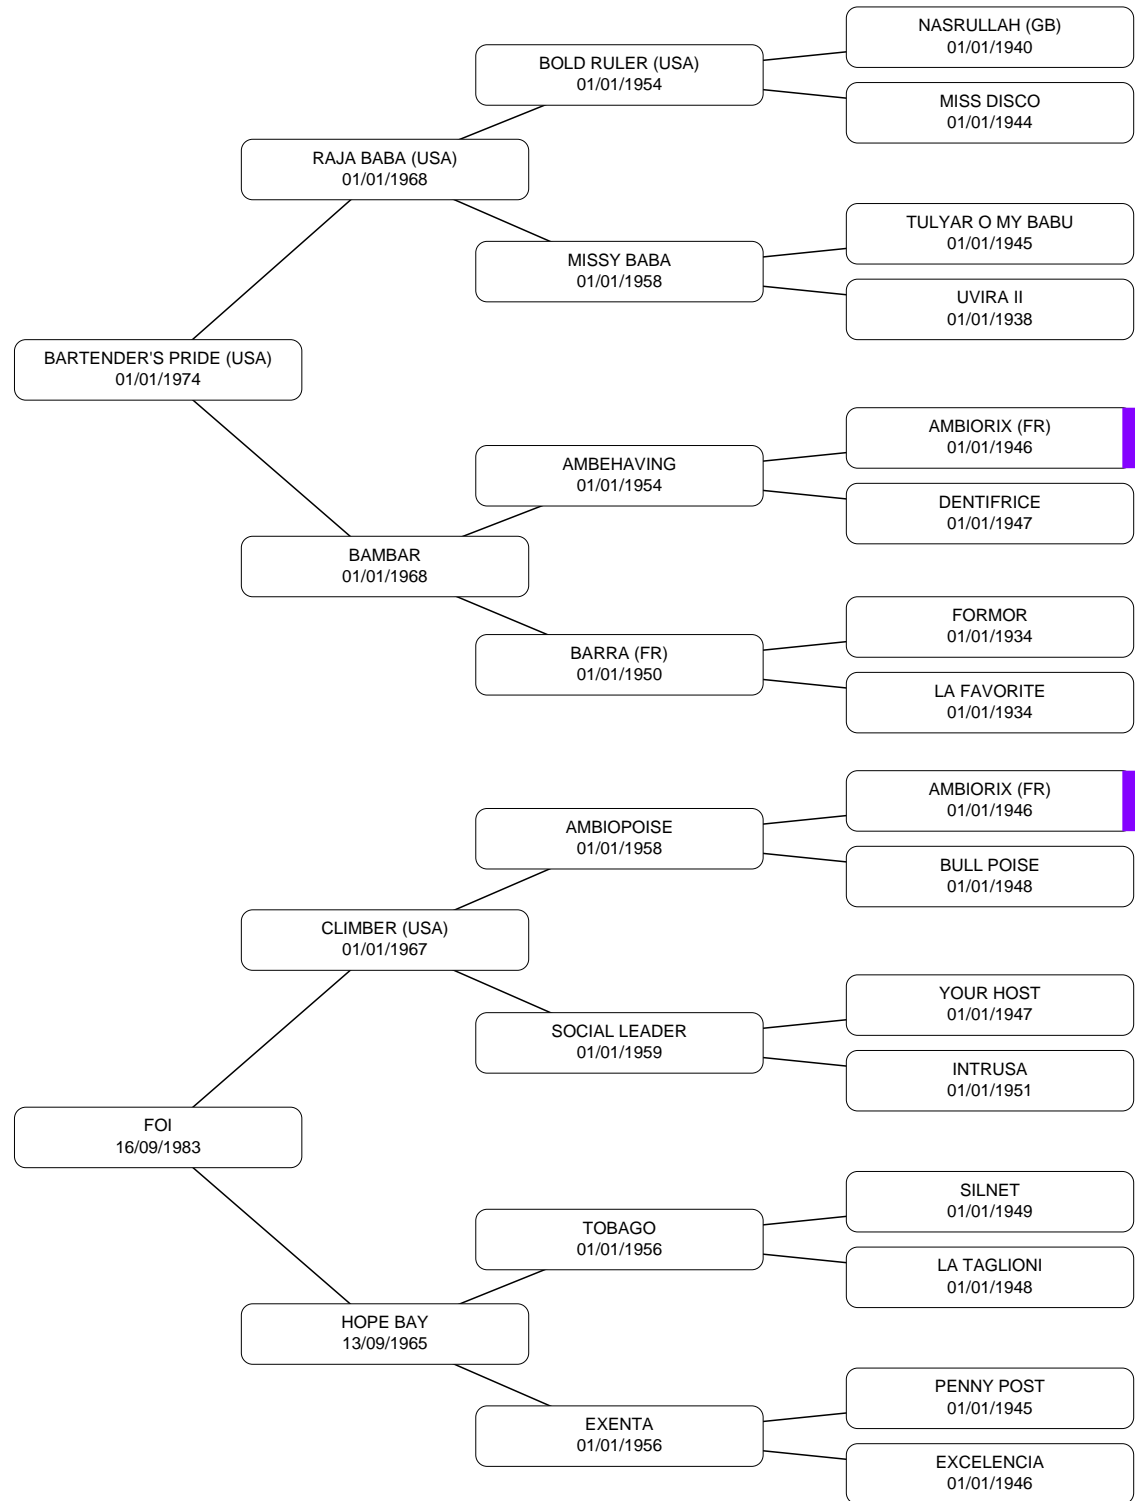 NASRULLAH (GB)
01/01/1940
BOLD RULER (USA)
01/01/1954
MISS DISCO
01/01/1944
RAJA BABA (USA)
01/01/1968
TULYAR O MY BABU
01/01/1945
MISSY BABA
01/01/1958
UVIRA II
01/01/1938
BARTENDER'S PRIDE (USA)
01/01/1974
AMBIORIX (FR)
01/01/1946
AMBEHAVING
01/01/1954
DENTIFRICE
01/01/1947
BAMBAR
01/01/1968
FORMOR
01/01/1934
BARRA (FR)
01/01/1950
LA FAVORITE
01/01/1934
AMBIORIX (FR)
01/01/1946
AMBIOPOISE
01/01/1958
BULL POISE
01/01/1948
CLIMBER (USA)
01/01/1967
YOUR HOST
01/01/1947
SOCIAL LEADER
01/01/1959
INTRUSA
01/01/1951
FOI
16/09/1983
SILNET
01/01/1949
TOBAGO
01/01/1956
LA TAGLIONI
01/01/1948
HOPE BAY
13/09/1965
PENNY POST
01/01/1945
EXENTA
01/01/1956
EXCELENCIA
01/01/1946